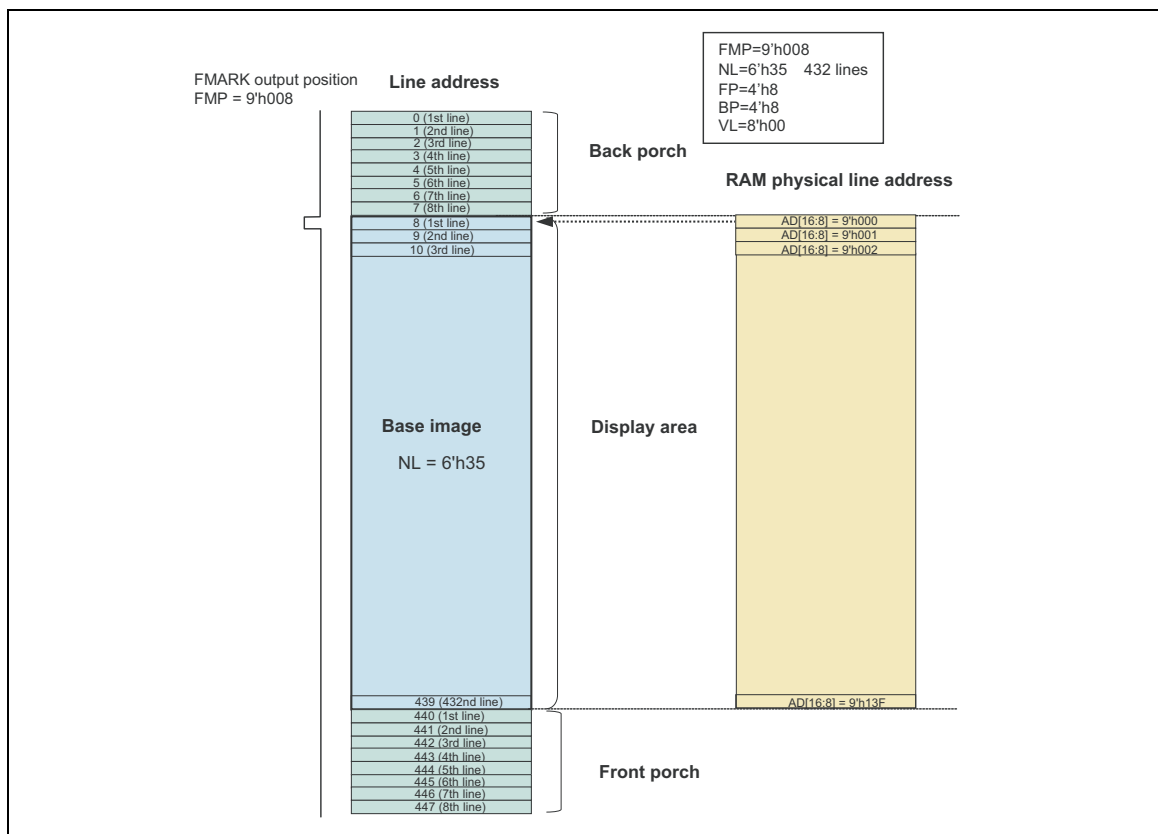 FMP=9'h008
NL=6'h35 432 lines
FP=4'h8
BP=4'h8
VL=8'h00
FMARK output position
FMP = 9'h008
Line address
0 (1st line)
1 (2nd line)
2 (3rd line)
3 (4th line)
4 (5th line)
5 (6th line)
6 (7th line)
7 (8th line)
Back porch
RAM physical line address
8 (1st line)
9 (2nd line)
10 (3rd line)
AD[16:8] = 9'h000
AD[16:8] = 9'h001
AD[16:8] = 9'h002
Base image
NL = 6'h35
Display area
439 (432nd line)
AD[16:8] = 9'h13F
440 (1st line)
441 (2nd line)
442 (3rd line)
443 (4th line)
444 (5th line)
445 (6th line)
446 (7th line)
447 (8th line)
Front porch